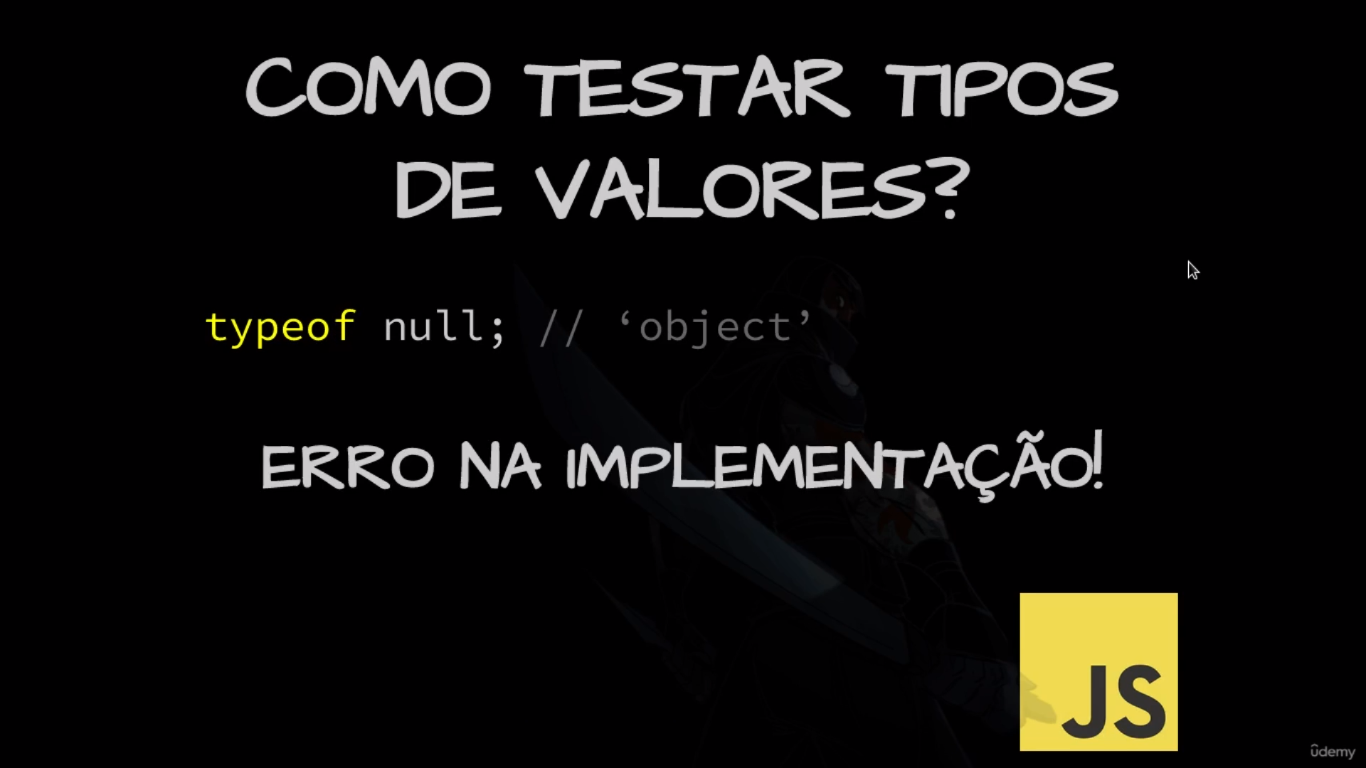 COMO TESTAR TIPOS
DE VALORES?
typeof null; // ‘object’
ERRO NA IMPLEMENTAÇÃO!
JS
ûdemy